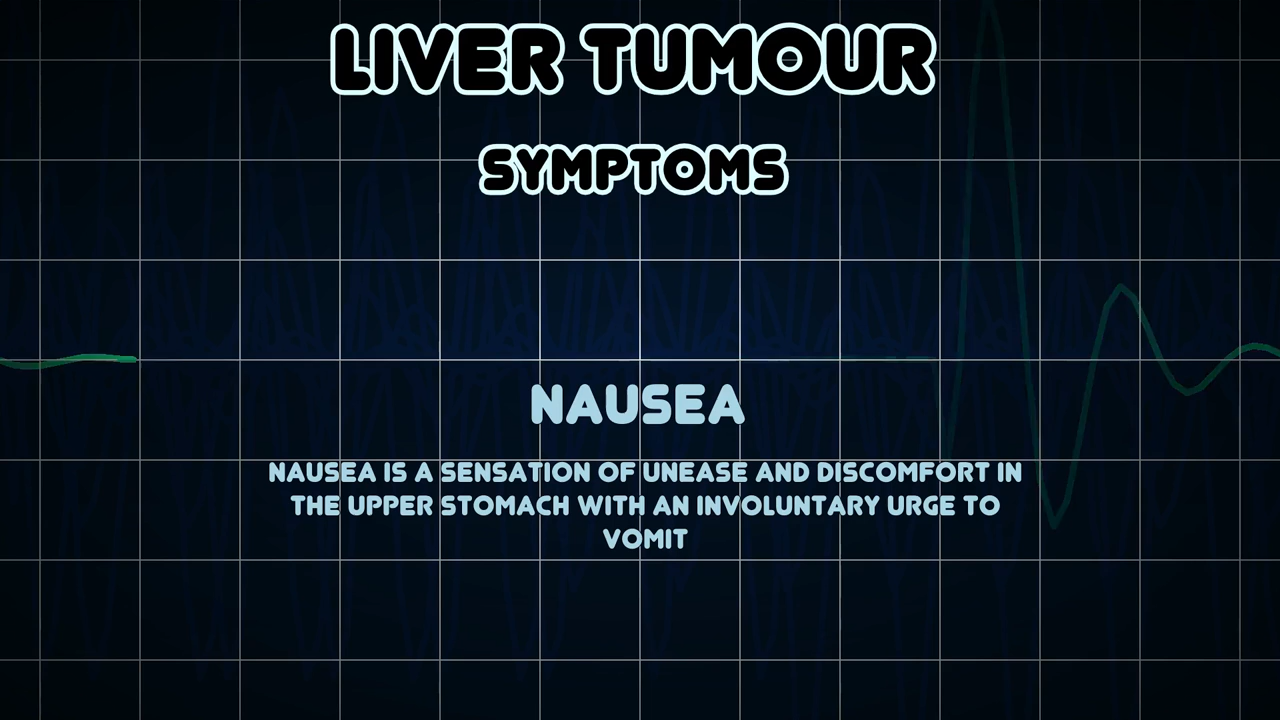 LIVER TUMOUR
SYMPTOMS
NAUSEA
NAUSEA IS A SENSATION OF UNEASE AND DISCOMFORT IN
THE UPPER STOMACH WITH AN INVOLUNTARY URGE TO
VOMIT